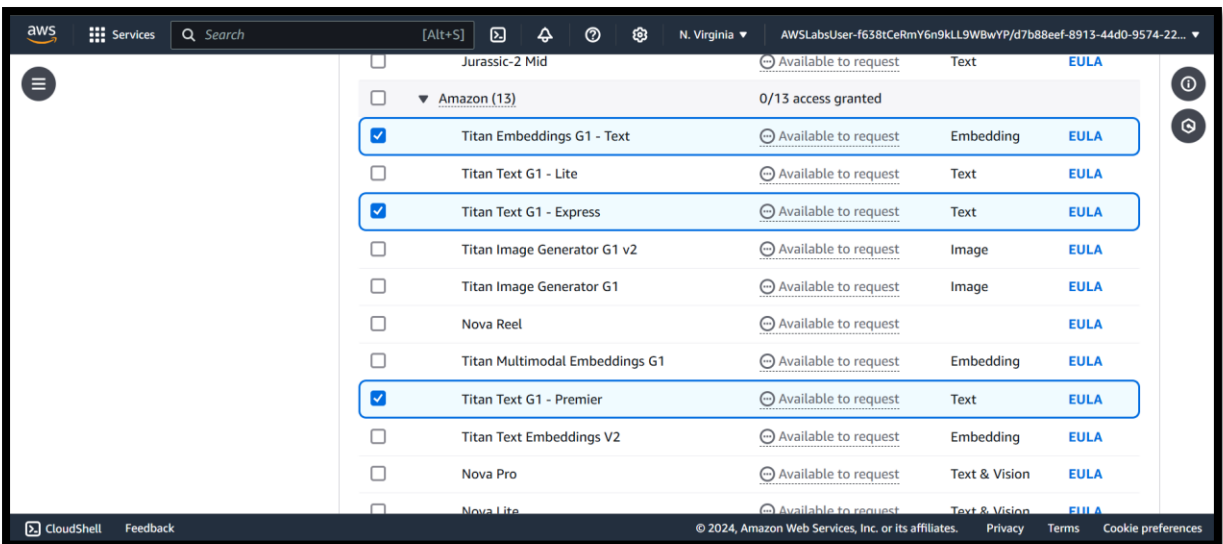 aws Services Search [Alt+S] N. Virginia ▼ AWSLabsUser-f638tCeRmY6n9kLL9WBwYP/d7b88eef-8913-44d0-9574-22... ▼
Jurassic-2 Mid Available to request Text EULA
▼ Amazon (13) 0/13 access granted
Titan Embeddings G1 - Text Available to request Embedding EULA
Titan Text G1 - Lite Available to request Text EULA
Titan Text G1 - Express Available to request Text EULA
Titan Image Generator G1 v2 Available to request Image EULA
Titan Image Generator G1 Available to request Image EULA
Nova Reel Available to request EULA
Titan Multimodal Embeddings G1 Available to request Embedding EULA
Titan Text G1 - Premier Available to request Text EULA
Titan Text Embeddings V2 Available to request Embedding EULA
Nova Pro Available to request Text & Vision EULA
Nova Lite Available to request Text & Vision EULA
CloudShell Feedback © 2024, Amazon Web Services, Inc. or its affiliates. Privacy Terms Cookie preferences